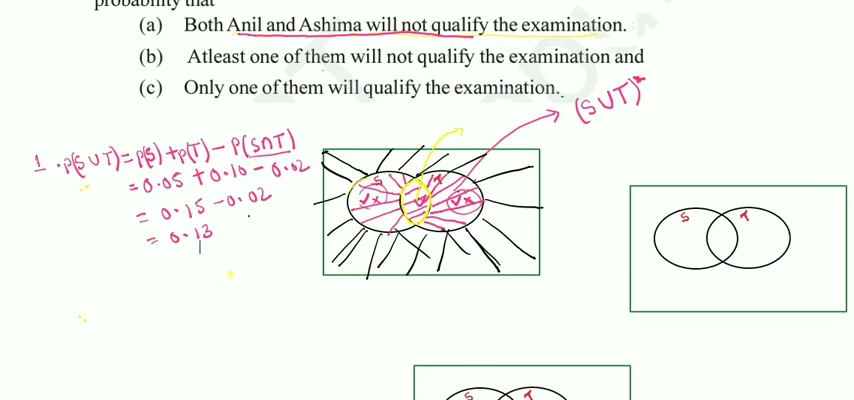 probability that
(a) Both Anil and Ashima will not qualify the examination.
(b) Atleast one of them will not qualify the examination and
(c) Only one of them will qualify the examination.
(SUT)
1. P(SUT)=P(S)+P(T)-P(S∩T)
=0.05+0.10-0.02
=0.15-0.02
=0.13
S T
S T
S T